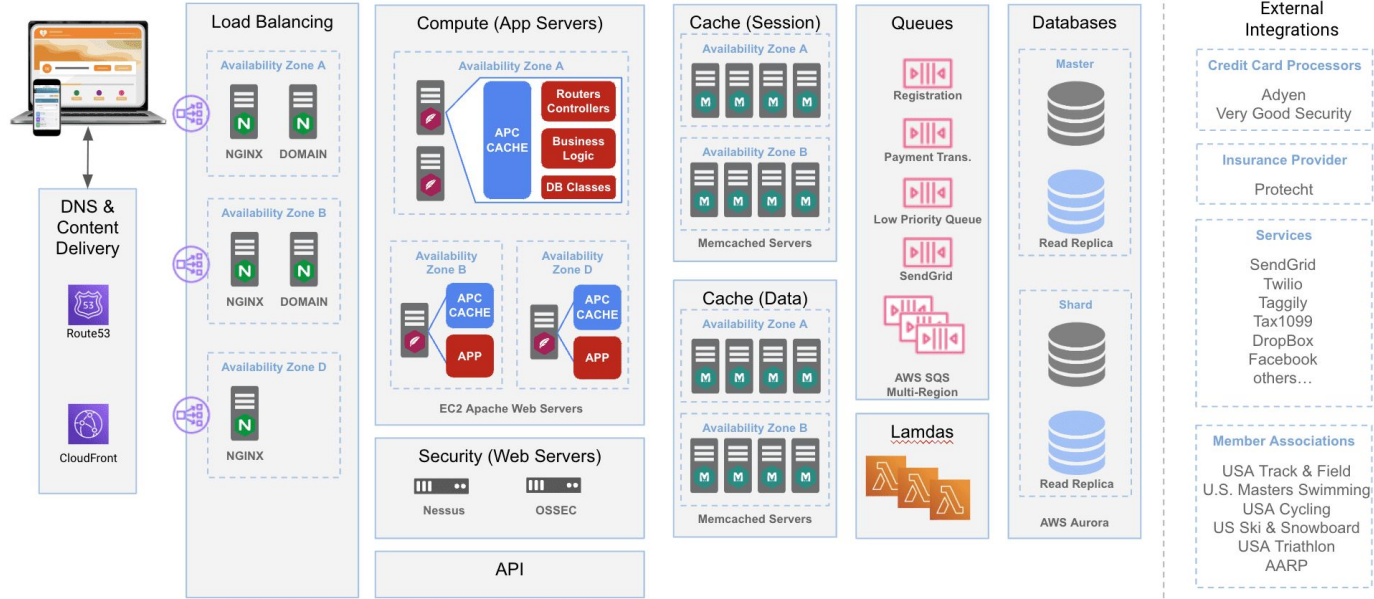 DNS &
Content
Delivery
53
Route53
CloudFront
Load Balancing
Availability Zone A
N
N
NGINX
DOMAIN
Availability Zone B
N
N
NGINX
DOMAIN
Availability Zone D
N
NGINX
Compute (App Servers)
Availability Zone A
APC
CACHE
Routers
Controllers
Business
Logic
DB Classes
Availability
Zone B
APC
CACHE
APP
Availability
Zone D
APC
CACHE
APP
EC2 Apache Web Servers
Security (Web Servers)
Nessus
OSSEC
API
Cache (Session)
Availability Zone A
M
M
M
M
Availability Zone B
M
M
M
M
Memcached Servers
Cache (Data)
Availability Zone A
M
M
M
M
Availability Zone B
M
M
M
M
Memcached Servers
Queues
Registration
Payment Trans.
Low Priority Queue
SendGrid
AWS SQS
Multi-Region
Lamdas
Databases
Master
Read Replica
Shard
Read Replica
AWS Aurora
External
Integrations
Credit Card Processors
Adyen
Very Good Security
Insurance Provider
Protecht
Services
SendGrid
Twilio
Taggily
Tax1099
DropBox
Facebook
others…
Member Associations
USA Track & Field
U.S. Masters Swimming
USA Cycling
US Ski & Snowboard
USA Triathlon
AARP